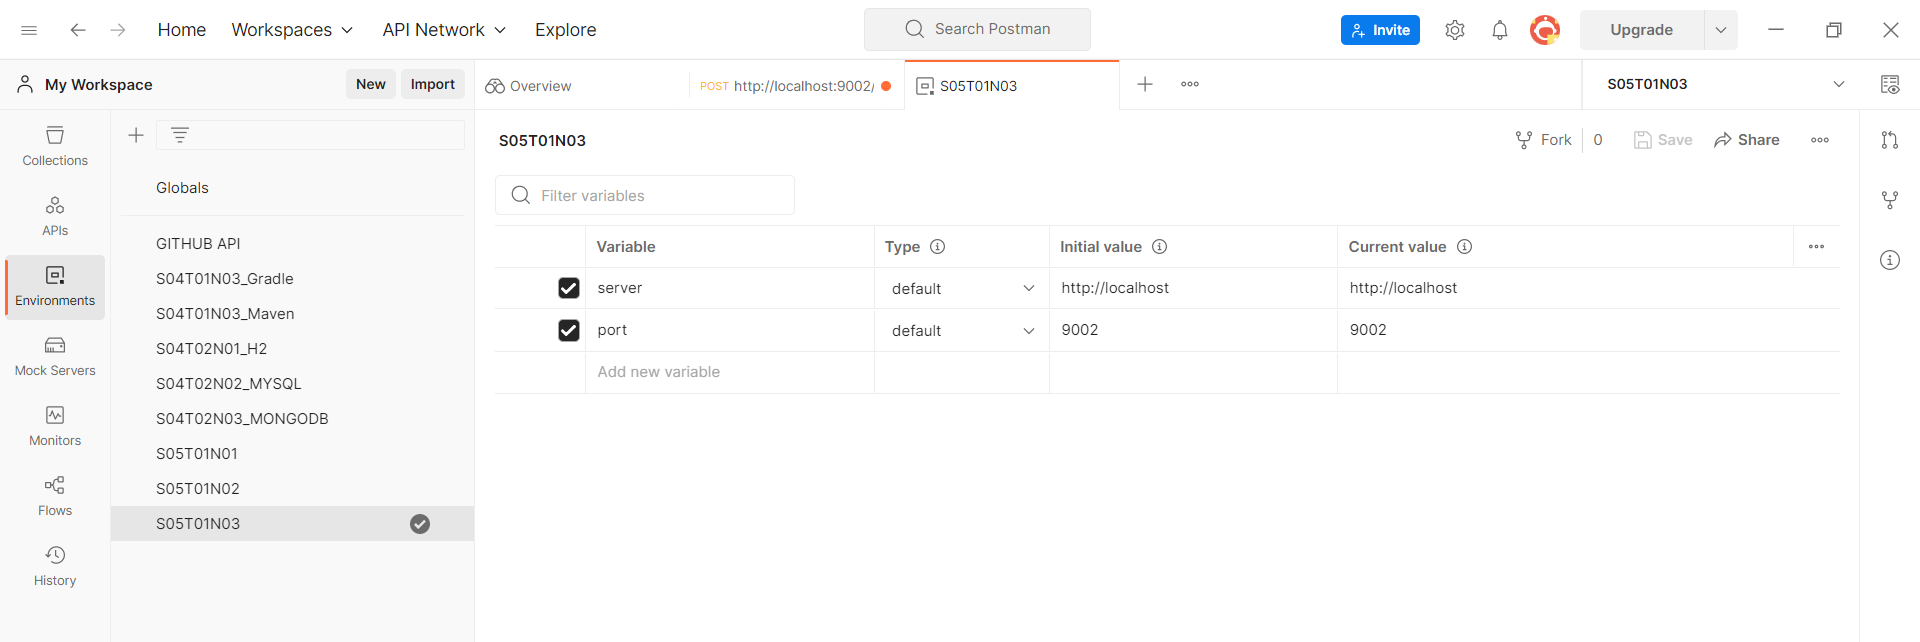 Home Workspaces API Network Explore Search Postman Invite Upgrade
My Workspace New Import Overview POST http://localhost:9002/ S05T01N03 S05T01N03
Collections
APIs
Environments
Mock Servers
Monitors
Flows
History
Globals
GITHUB API
S04T01N03_Gradle
S04T01N03_Maven
S04T02N01_H2
S04T02N02_MYSQL
S04T02N03_MONGODB
S05T01N01
S05T01N02
S05T01N03
S05T01N03 Fork 0 Save Share
Filter variables
Variable Type Initial value Current value
server default http://localhost http://localhost
port default 9002 9002
Add new variable